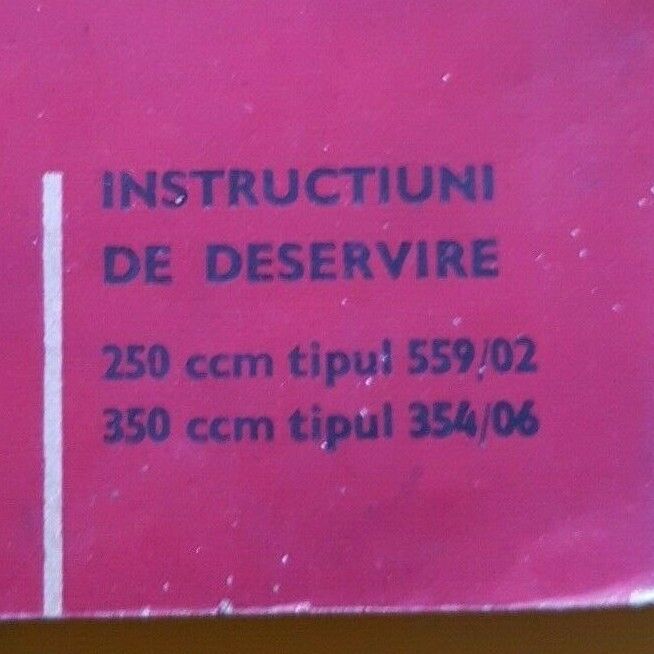 INSTRUCTIUNI
DE DESERVIRE
250 ccm tipul 559/02
350 ccm tipul 354/06